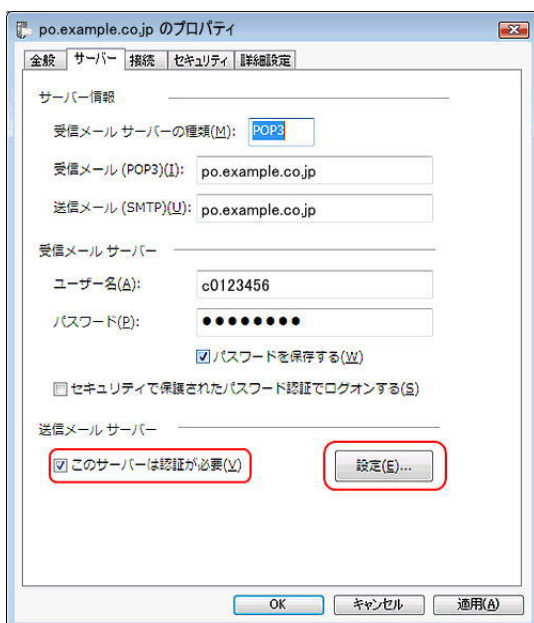 po.example.co.jp のプロパティ
全般 サーバー 接続 セキュリティ 詳細設定
サーバー情報
受信メール サーバーの種類(M): POP3
受信メール (POP3)(I): po.example.co.jp
送信メール (SMTP)(U): po.example.co.jp
受信メール サーバー
ユーザー名(A): c0123456
パスワード(P): ●●●●●●●●
パスワードを保存する(W)
セキュリティで保護されたパスワード認証でログオンする(S)
送信メール サーバー
このサーバーは認証が必要(V) 設定(E)...
OK キャンセル 適用(A)